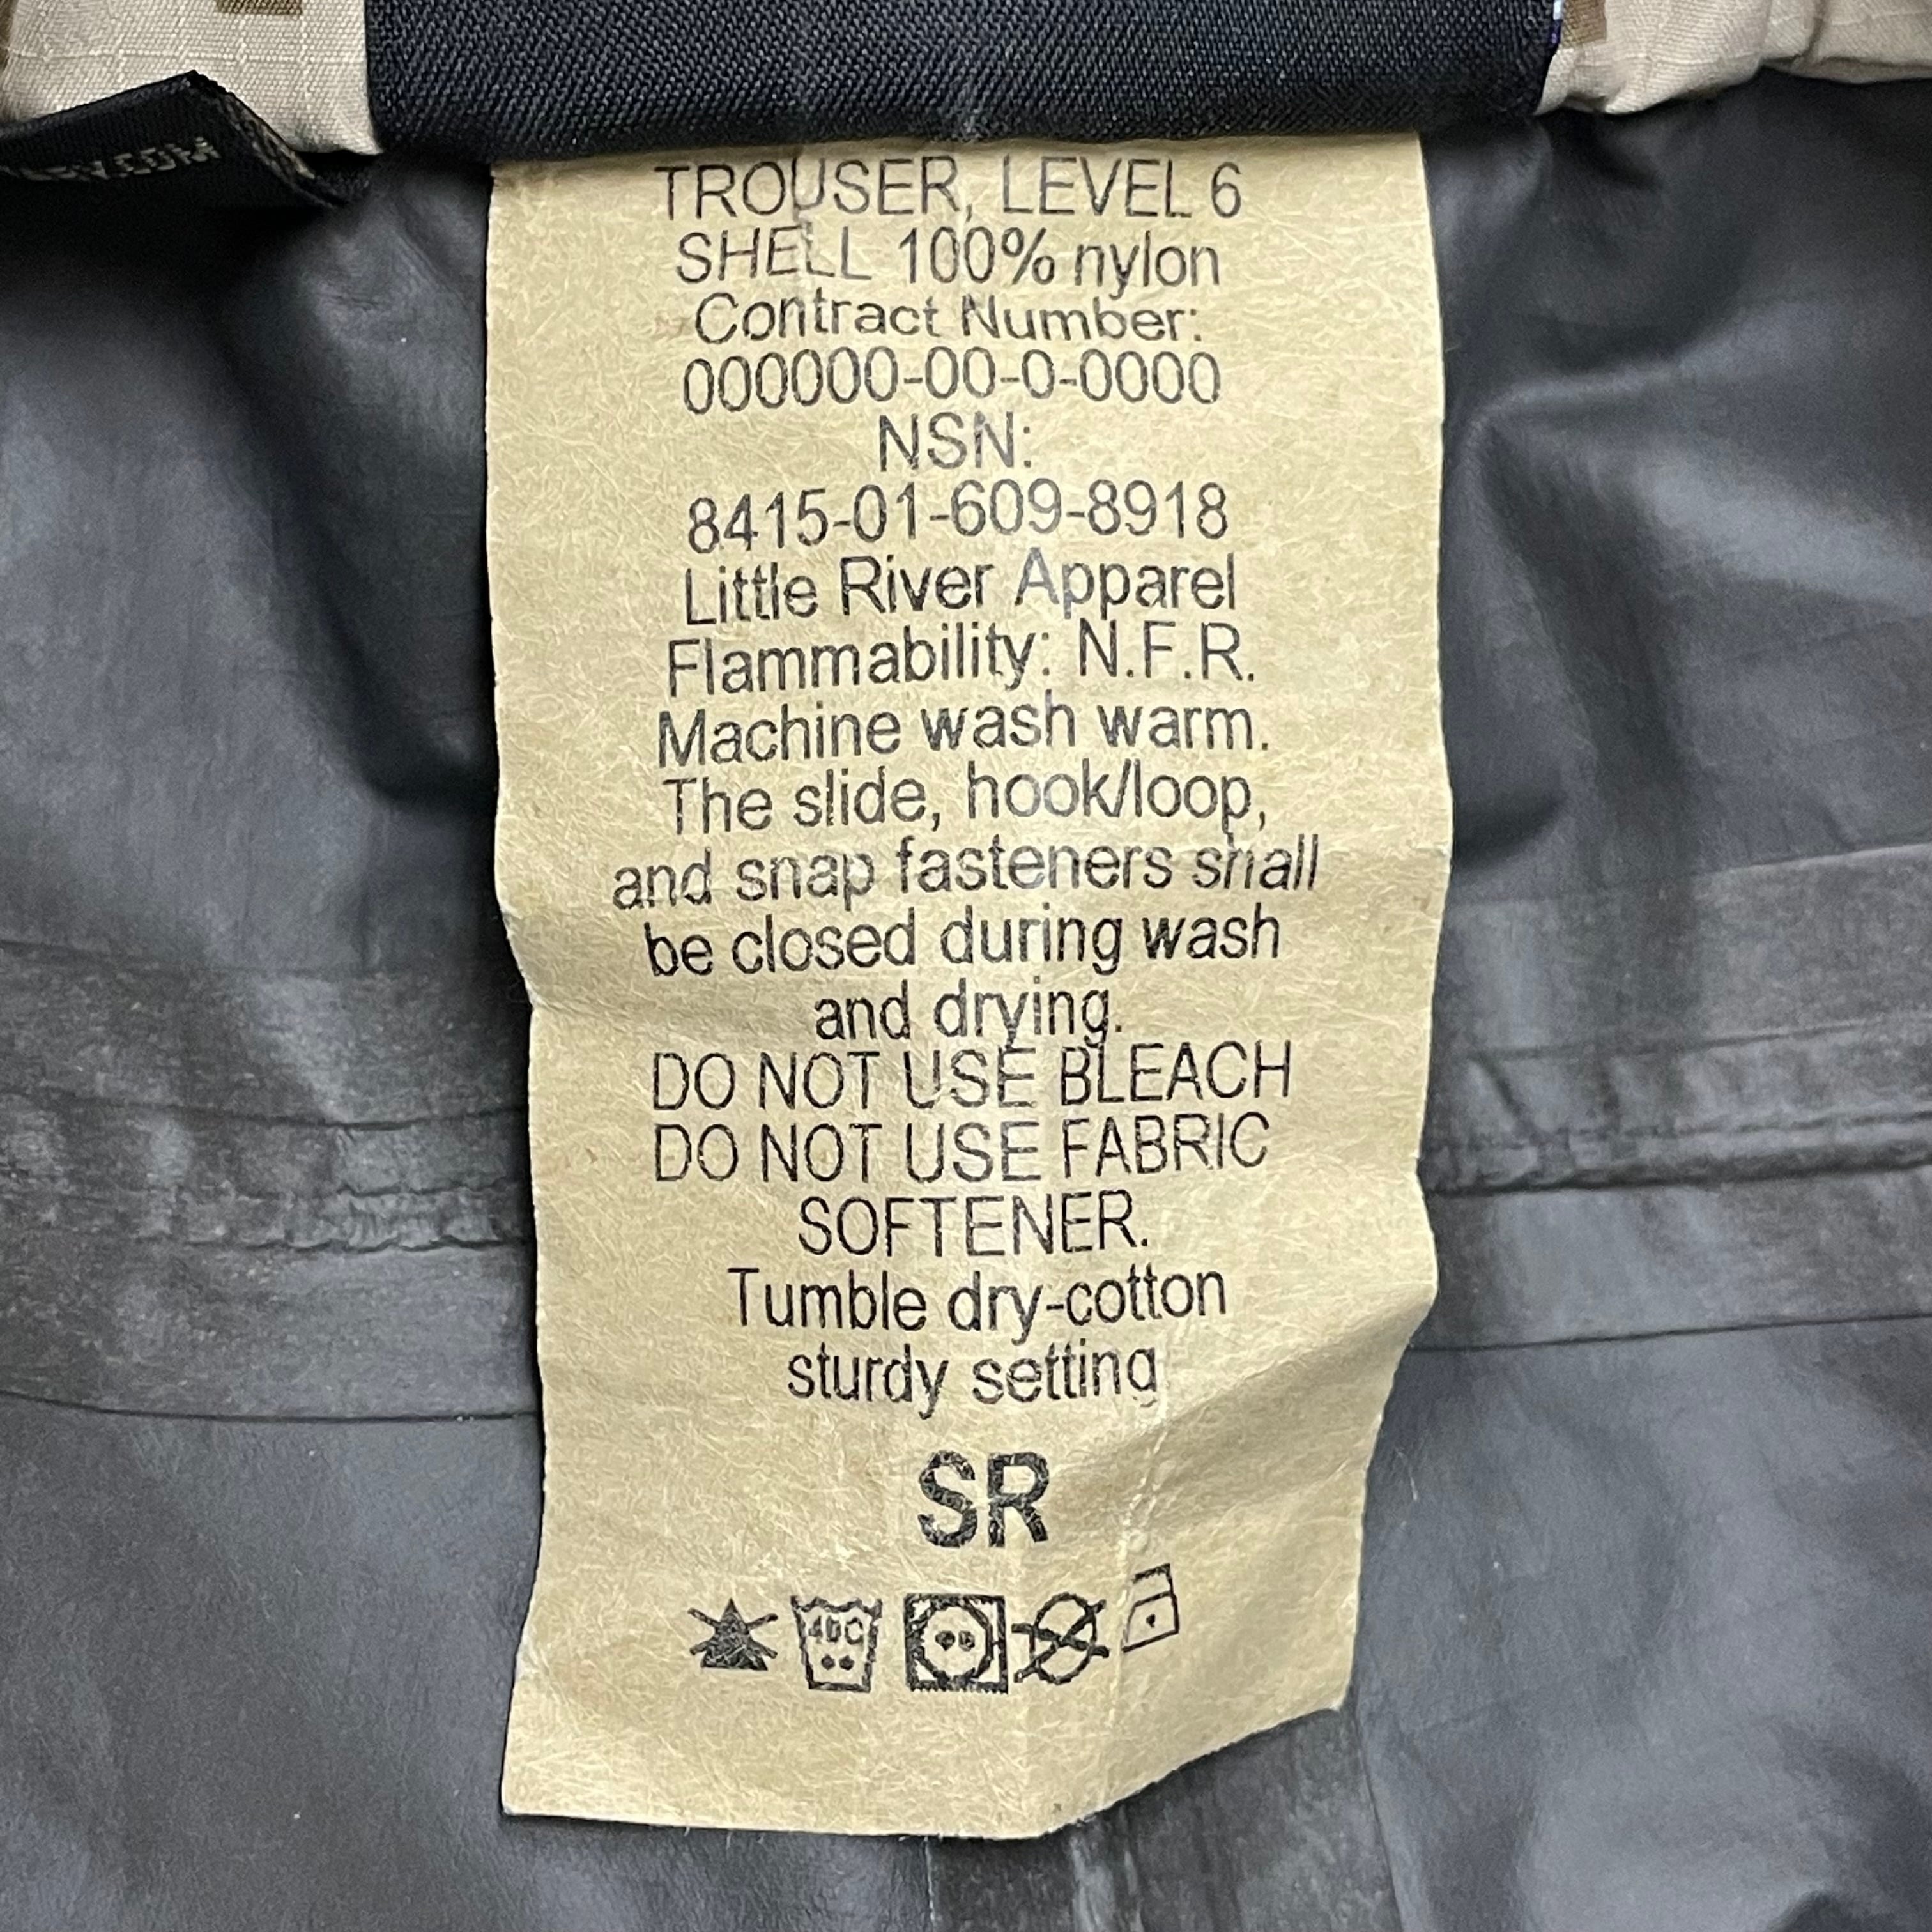 TROUSER, LEVEL 6
SHELL 100% nylon
Contract Number:
000000-00-0-0000
NSN:
8415-01-609-8918
Little River Apparel
Flammability: N.F.R.
Machine wash warm.
The slide, hook/loop,
and snap fasteners shall
be closed during wash
and drying.
DO NOT USE BLEACH
DO NOT USE FABRIC
SOFTENER.
Tumble dry-cotton
sturdy setting
SR
40C